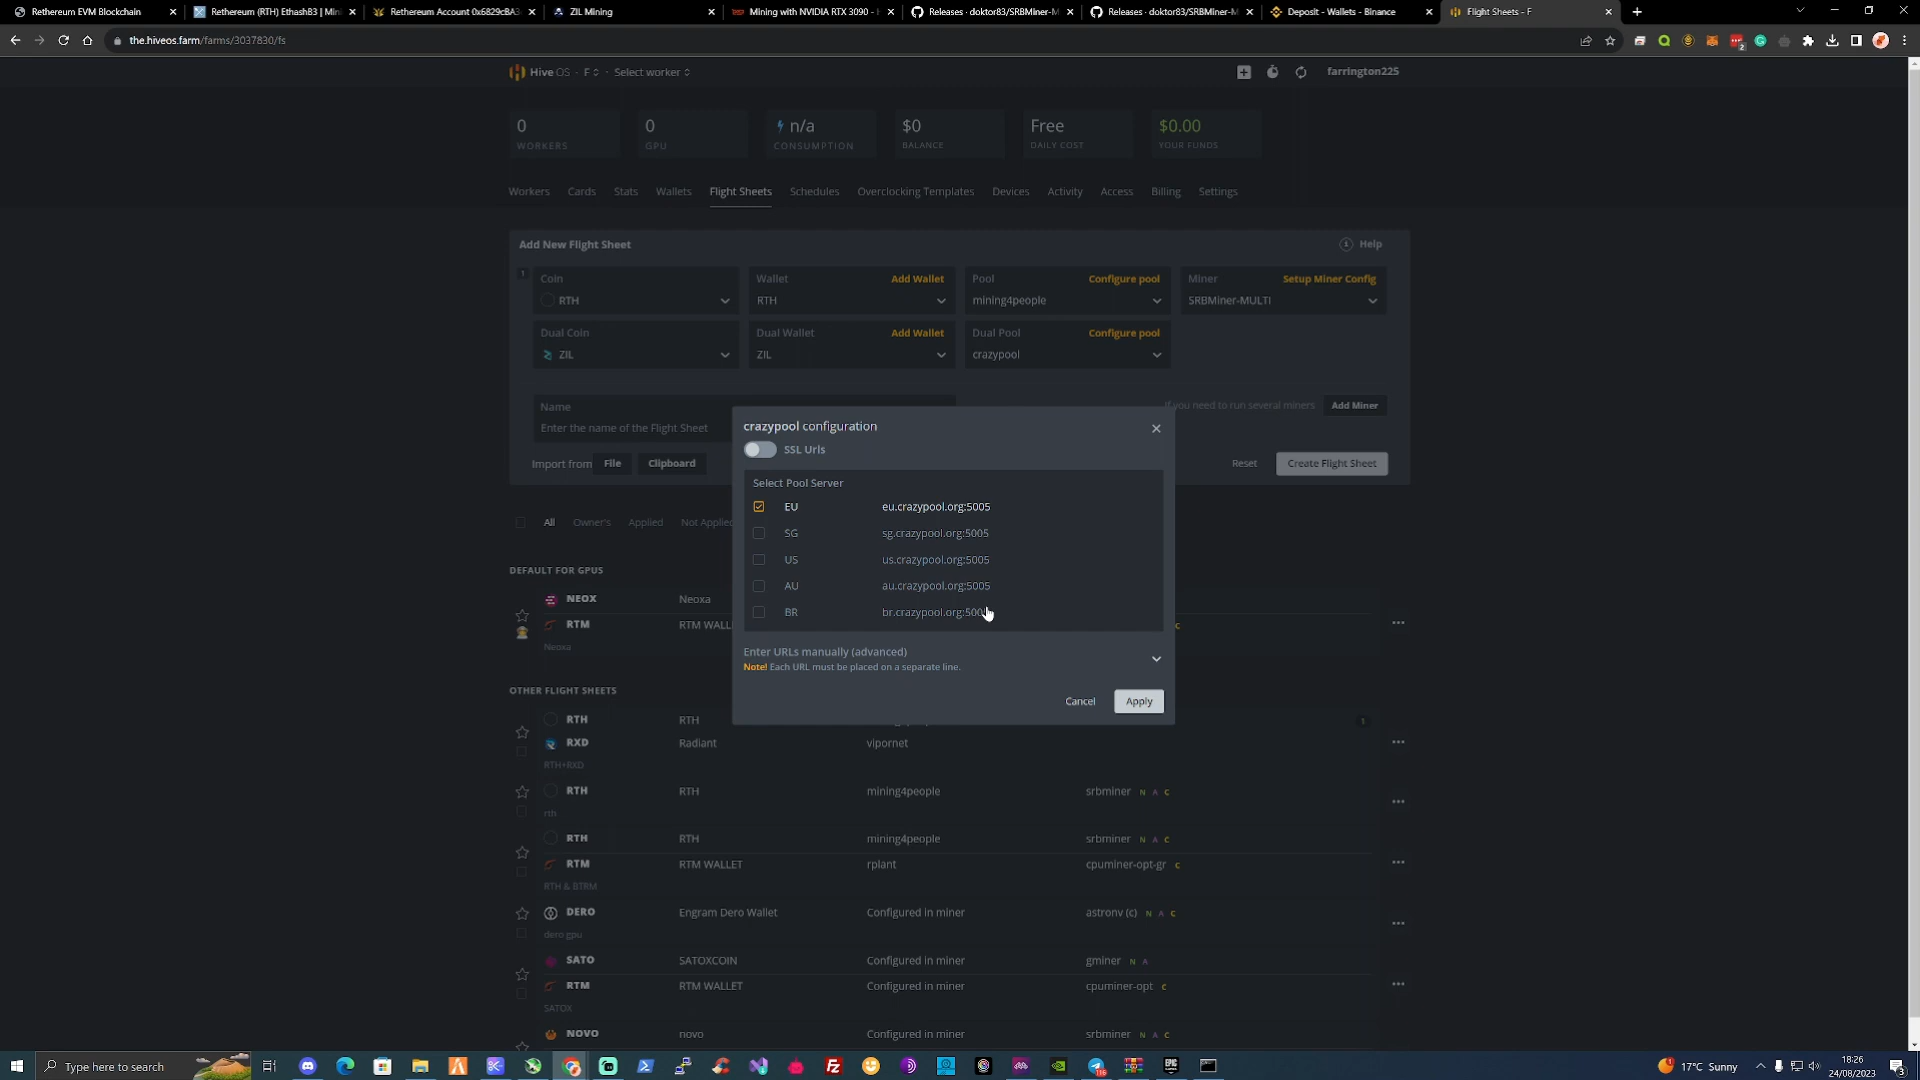 Rethereum EVM Blockchain
Rethereum (RTH) EthashB3 | Min
Rethereum Account 0x6829cBA3
ZIL Mining
Mining with NVIDIA RTX 3090 - H
Releases · doktor83/SRBMiner-M
Releases · doktor83/SRBMiner-M
Deposit - Wallets - Binance
Flight Sheets - F
the.hiveos.farm/farms/3037830/fs
Hive OS · F · Select worker
farrington225
0
WORKERS
0
GPU
n/a
CONSUMPTION
$0
BALANCE
Free
DAILY COST
$0.00
YOUR FUNDS
Workers Cards Stats Wallets Flight Sheets Schedules Overclocking Templates Devices Activity Access Billing Settings
Add New Flight Sheet
Help
1
Coin
RTH
Wallet Add Wallet
RTH
Pool Configure pool
mining4people
Miner Setup Miner Config
SRBMiner-MULTI
Dual Coin
ZIL
Dual Wallet Add Wallet
ZIL
Dual Pool Configure pool
crazypool
Name
Enter the name of the Flight Sheet
you need to run several miners Add Miner
Import from File Clipboard
Reset Create Flight Sheet
All Owner's Applied Not Applied
crazypool configuration
SSL Urls
Select Pool Server
EU eu.crazypool.org:5005
SG sg.crazypool.org:5005
US us.crazypool.org:5005
AU au.crazypool.org:5005
BR br.crazypool.org:500
Enter URLs manually (advanced)
Note! Each URL must be placed on a separate line.
Cancel Apply
DEFAULT FOR GPUS
NEOX Neoxa
RTM RTM WALL C
Neoxa
OTHER FLIGHT SHEETS
RTH RTH 1
RXD Radiant vipornet
RTH+RXD
RTH RTH mining4people srbminer N A C
rth
RTH RTH mining4people srbminer N A C
RTM RTM WALLET rplant cpuminer-opt-gr C
RTH & BTRM
DERO Engram Dero Wallet Configured in miner astronv (c) N A C
dero gpu
SATO SATOXCOIN Configured in miner gminer N A
RTM RTM WALLET Configured in miner cpuminer-opt C
SATOX
NOVO novo Configured in miner srbminer N A C
Type here to search
17°C Sunny
18:26
24/08/2023